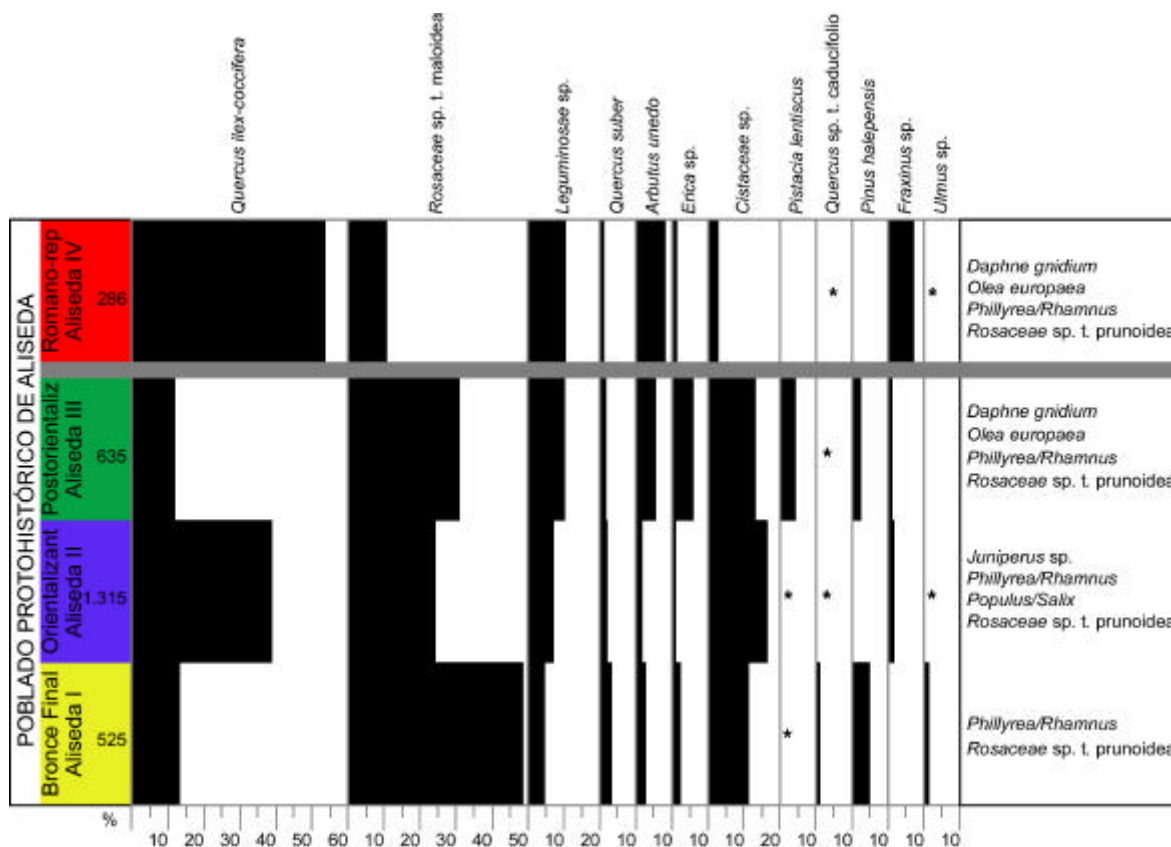 Quercus ilex-coccifera
Rosaceae sp. t. maloidea
Leguminosae sp.
Quercus suber
Arbutus unedo
Erica sp.
Cistaceae sp.
Pistacia lentiscus
Quercus sp. t. caducifolio
Pinus halepensis
Fraxinus sp.
Ulmus sp.
POBLADO PROTOHISTÓRICO DE ALISEDA
Romano-rep
Aliseda IV
286
* *
Daphne gnidium
Olea europaea
Phillyrea/Rhamnus
Rosaceae sp. t. prunoidea
Postorientaliz
Aliseda III
635
*
Daphne gnidium
Olea europaea
Phillyrea/Rhamnus
Rosaceae sp. t. prunoidea
Orientalizant
Aliseda II
1.315
* * *
Juniperus sp.
Phillyrea/Rhamnus
Populus/Salix
Rosaceae sp. t. prunoidea
Bronce Final
Aliseda I
525
*
Phillyrea/Rhamnus
Rosaceae sp. t. prunoidea
% 10 20 30 40 50 60 10 20 30 40 50 10 20 10 10 10 10 20 10 10 10 10 10